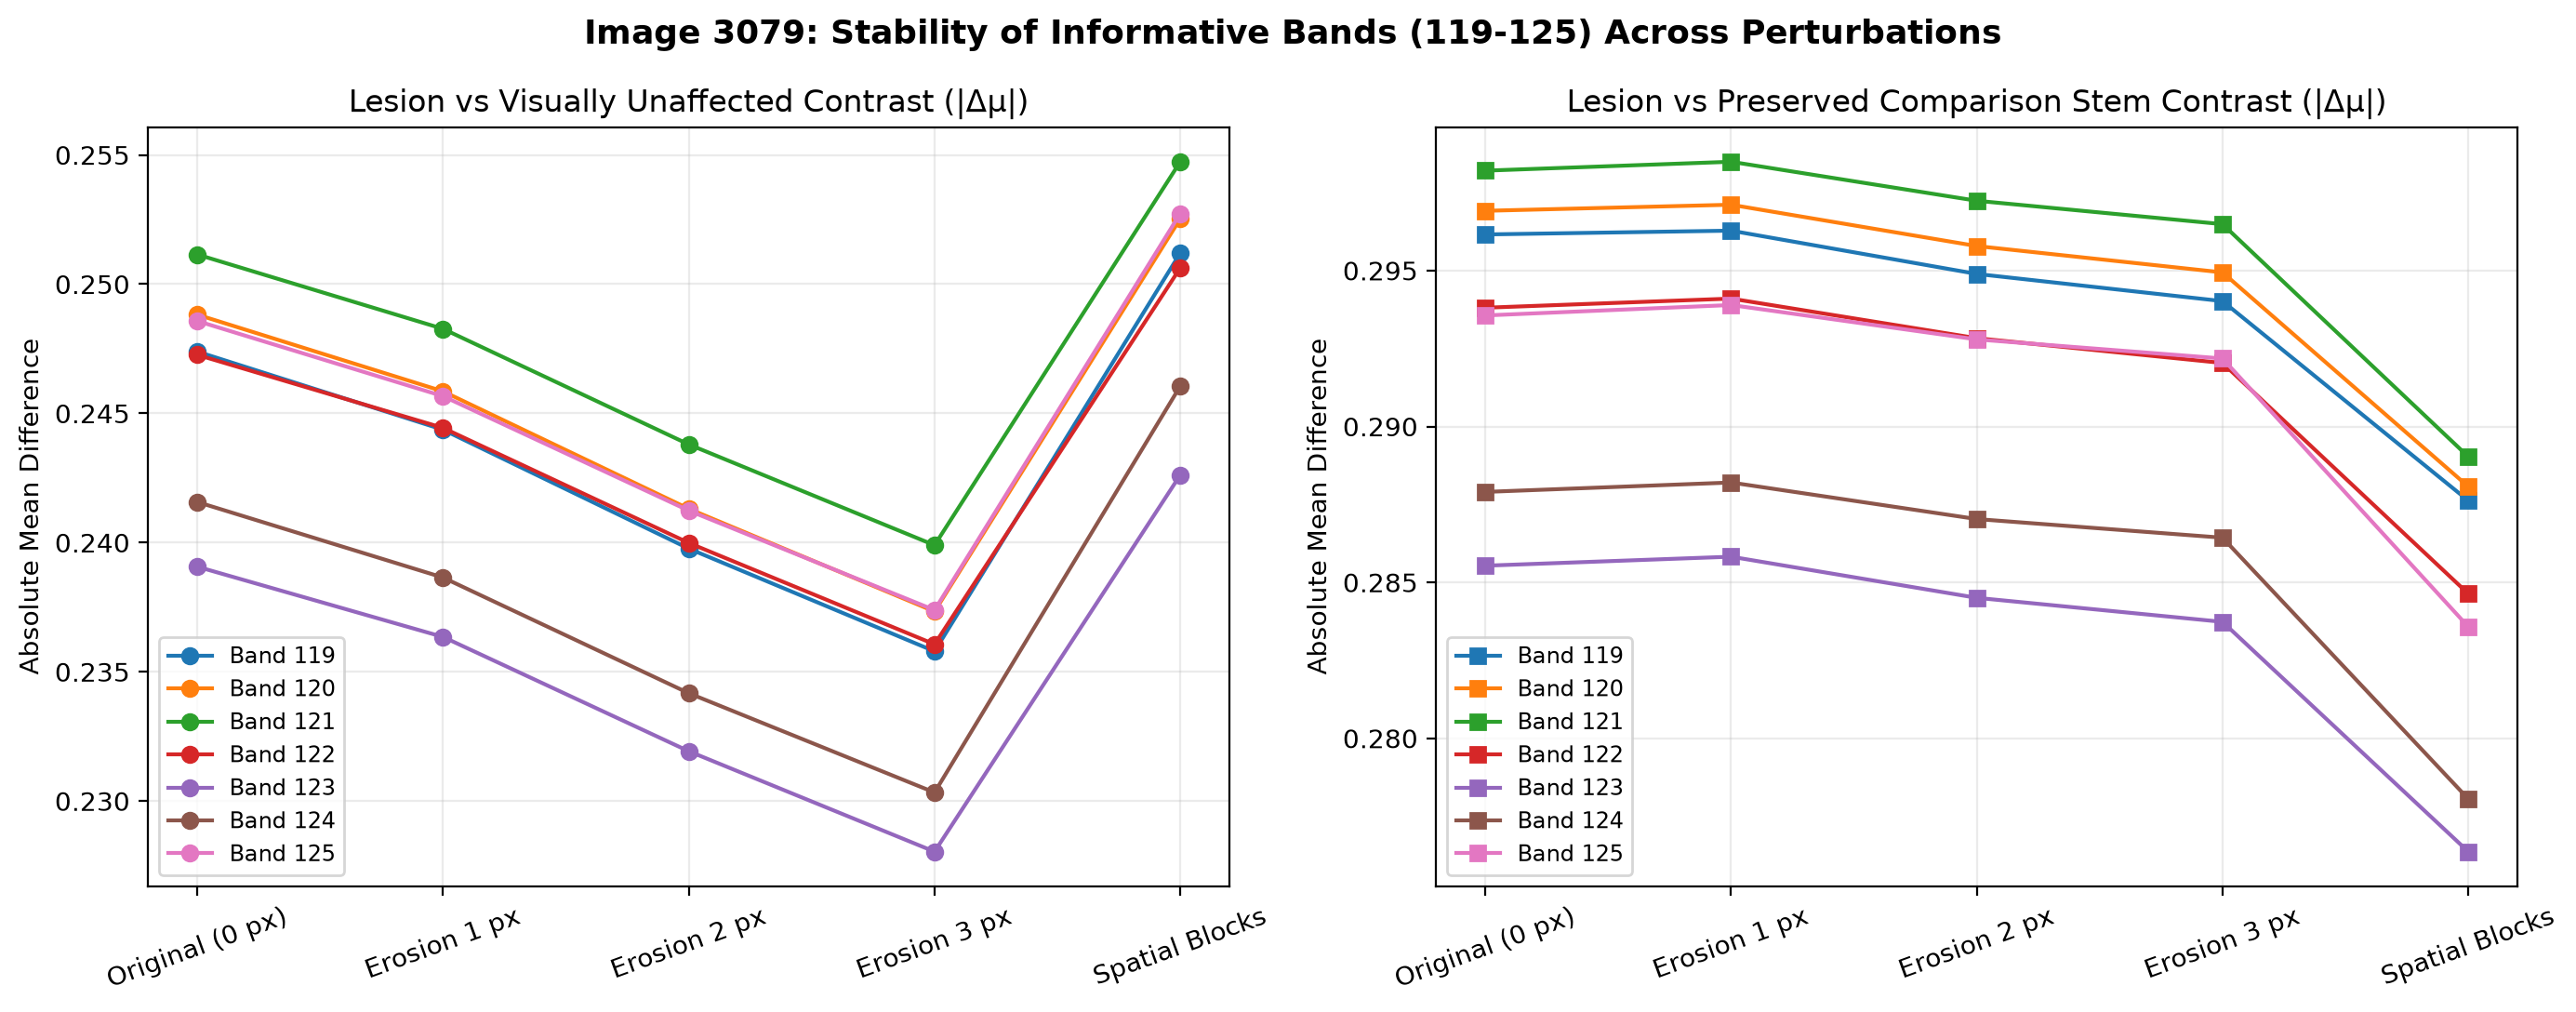 Image 3079: Stability of Informative Bands (119-125) Across Perturbations
Lesion vs Visually Unaffected Contrast (|Δμ|)
Absolute Mean Difference
0.255
0.250
0.245
0.240
0.235
0.230
Band 119
Band 120
Band 121
Band 122
Band 123
Band 124
Band 125
Original (0 px)
Erosion 1 px
Erosion 2 px
Erosion 3 px
Spatial Blocks
Lesion vs Preserved Comparison Stem Contrast (|Δμ|)
Absolute Mean Difference
0.295
0.290
0.285
0.280
Band 119
Band 120
Band 121
Band 122
Band 123
Band 124
Band 125
Original (0 px)
Erosion 1 px
Erosion 2 px
Erosion 3 px
Spatial Blocks